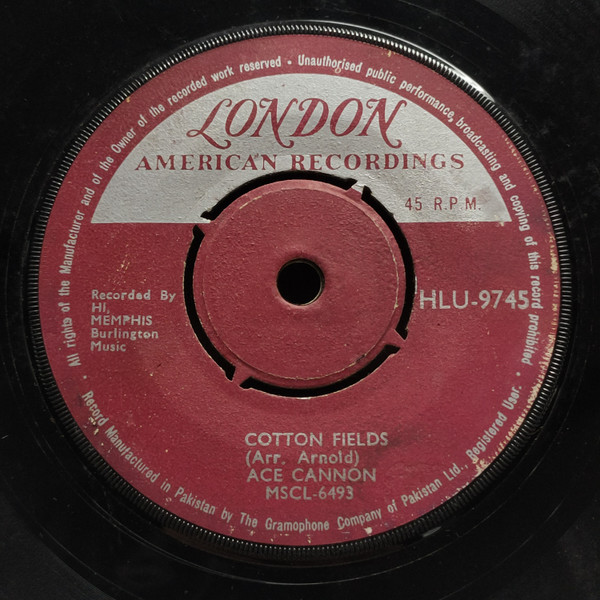 All rights of the Manufacturer and of the Owner of the recorded work reserved • Unauthorised public performance, broadcasting and copying of this record prohibited •
LONDON
AMERICAN RECORDINGS
45 R.P.M.
Recorded By
HI,
MEMPHIS
Burlington
Music
HLU-9745
COTTON FIELDS
(Arr. Arnold)
ACE CANNON
MSCL-6493
Record Manufactured in Pakistan by The Gramophone Company of Pakistan Ltd., Registered User. •